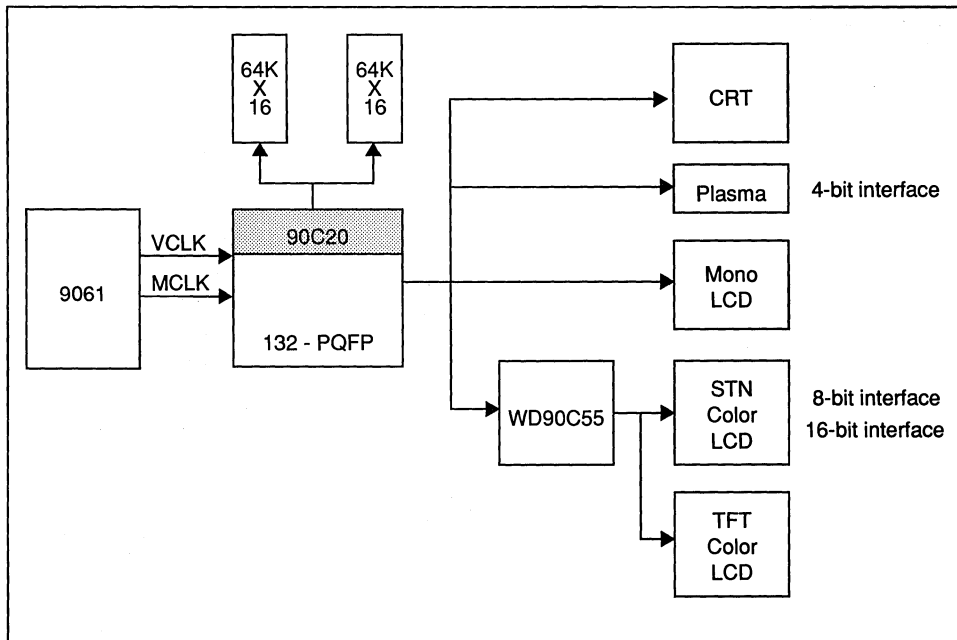 64K
X
16
64K
X
16
CRT
Plasma
4-bit interface
90C20
VCLK
MCLK
9061
132 - PQFP
Mono
LCD
WD90C55
STN
Color
LCD
8-bit interface
16-bit interface
TFT
Color
LCD